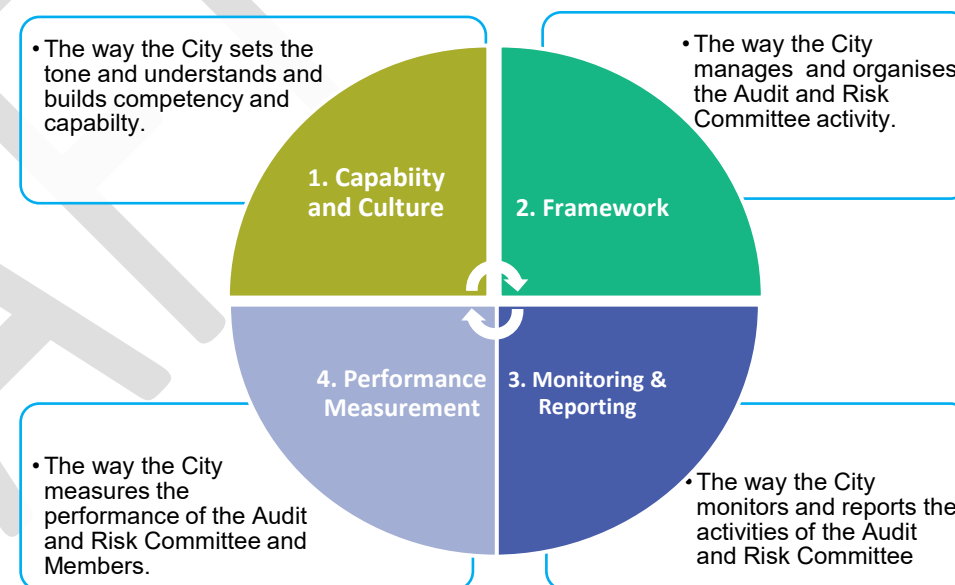 • The way the City sets the
tone and understands and
builds competency and
capabilty.
• The way the City
manages and organises
the Audit and Risk
Committee activity.
1. Capabiity
and Culture
2. Framework
4. Performance
Measurement
3. Monitoring &
Reporting
• The way the City
measures the
performance of the Audit
and Risk Committee and
Members.
• The way the City
monitors and reports the
activities of the Audit
and Risk Committee